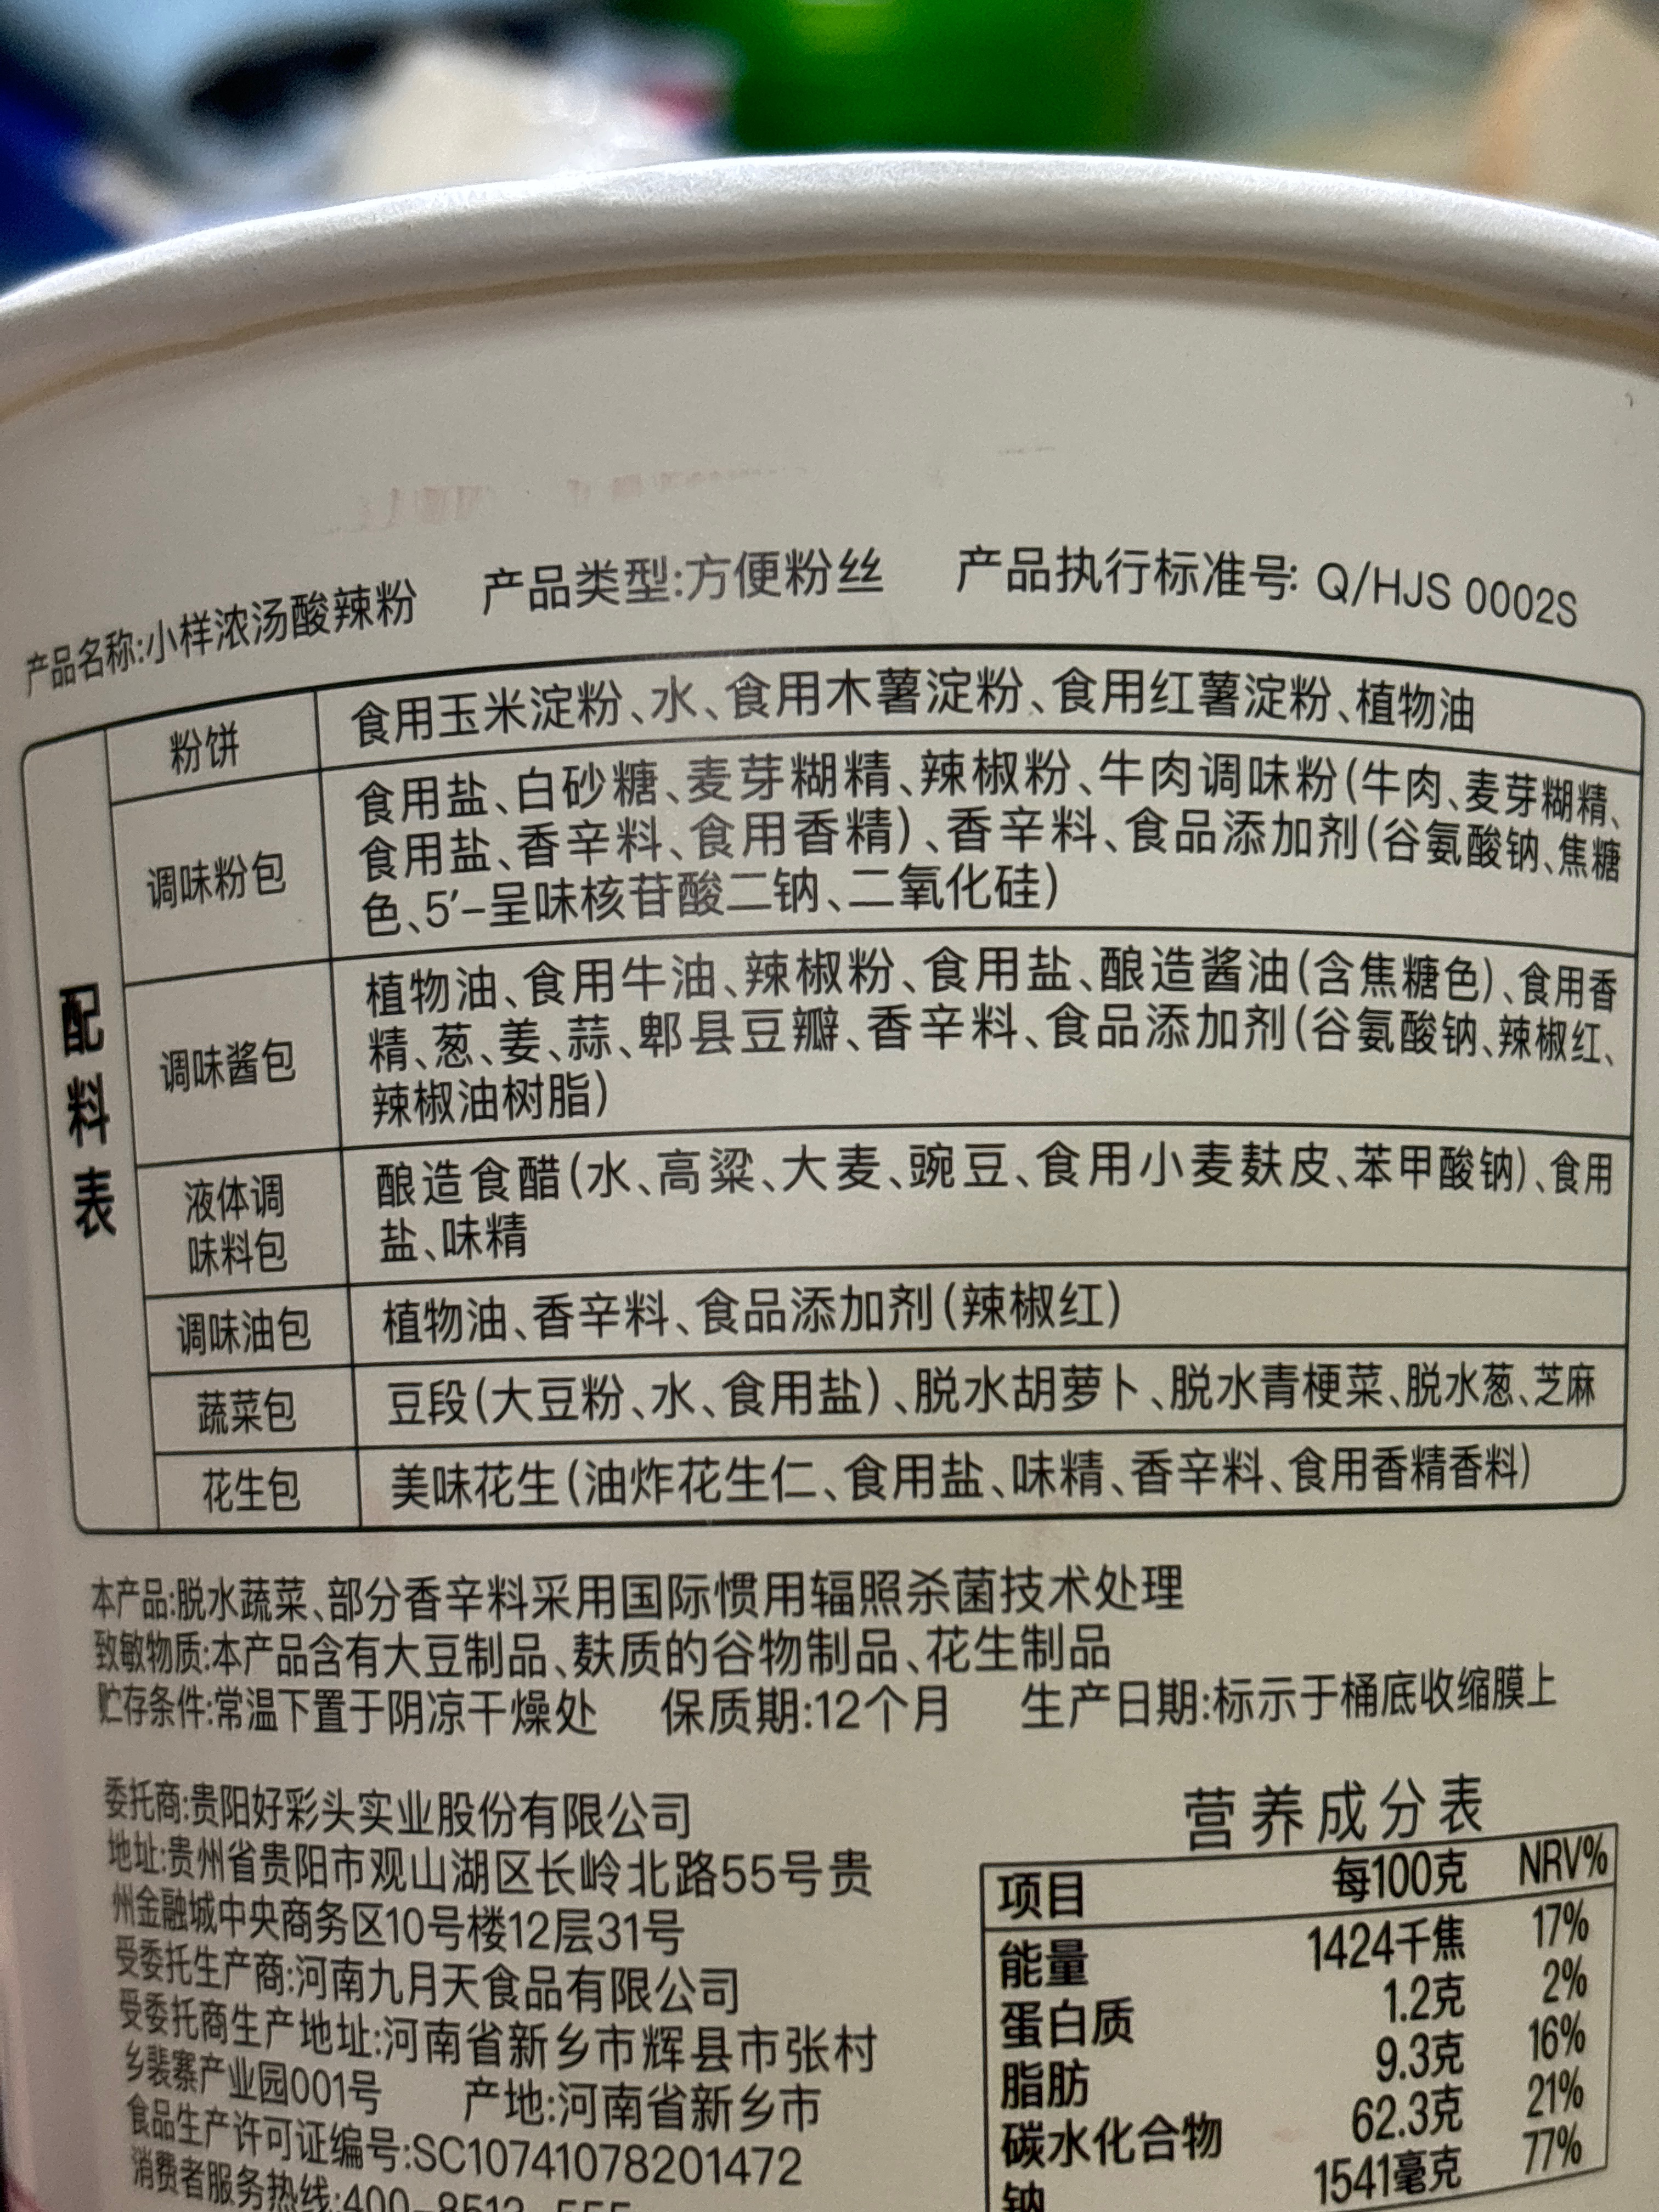 产品名称:小样浓汤酸辣粉 产品类型:方便粉丝 产品执行标准号: Q/HJS 0002S
配料表
粉饼 食用玉米淀粉、水、食用木薯淀粉、食用红薯淀粉、植物油
调味粉包 食用盐、白砂糖、麦芽糊精、辣椒粉、牛肉调味粉(牛肉、麦芽糊精、
食用盐、香辛料、食用香精)、香辛料、食品添加剂(谷氨酸钠、焦糖
色、5′-呈味核苷酸二钠、二氧化硅)
调味酱包 植物油、食用牛油、辣椒粉、食用盐、酿造酱油(含焦糖色)、食用香
精、葱、姜、蒜、郫县豆瓣、香辛料、食品添加剂(谷氨酸钠、辣椒红、
辣椒油树脂)
液体调
味料包
酿造食醋(水、高粱、大麦、豌豆、食用小麦麸皮、苯甲酸钠)、食用
盐、味精
调味油包 植物油、香辛料、食品添加剂(辣椒红)
蔬菜包 豆段(大豆粉、水、食用盐)、脱水胡萝卜、脱水青梗菜、脱水葱、芝麻
花生包 美味花生(油炸花生仁、食用盐、味精、香辛料、食用香精香料)
本产品:脱水蔬菜、部分香辛料采用国际惯用辐照杀菌技术处理
致敏物质:本产品含有大豆制品、麸质的谷物制品、花生制品
贮存条件:常温下置于阴凉干燥处 保质期:12个月 生产日期:标示于桶底收缩膜上
委托商:贵阳好彩头实业股份有限公司
地址:贵州省贵阳市观山湖区长岭北路55号贵
州金融城中央商务区10号楼12层31号
受委托生产商:河南九月天食品有限公司
受委托商生产地址:河南省新乡市辉县市张村
乡裴寨产业园001号 产地:河南省新乡市
食品生产许可证编号:SC10741078201472
消费者服务热线:400-8512-555
营养成分表
项目 每100克 NRV%
能量 1424千焦 17%
蛋白质 1.2克 2%
脂肪 9.3克 16%
碳水化合物 62.3克 21%
钠 1541毫克 77%